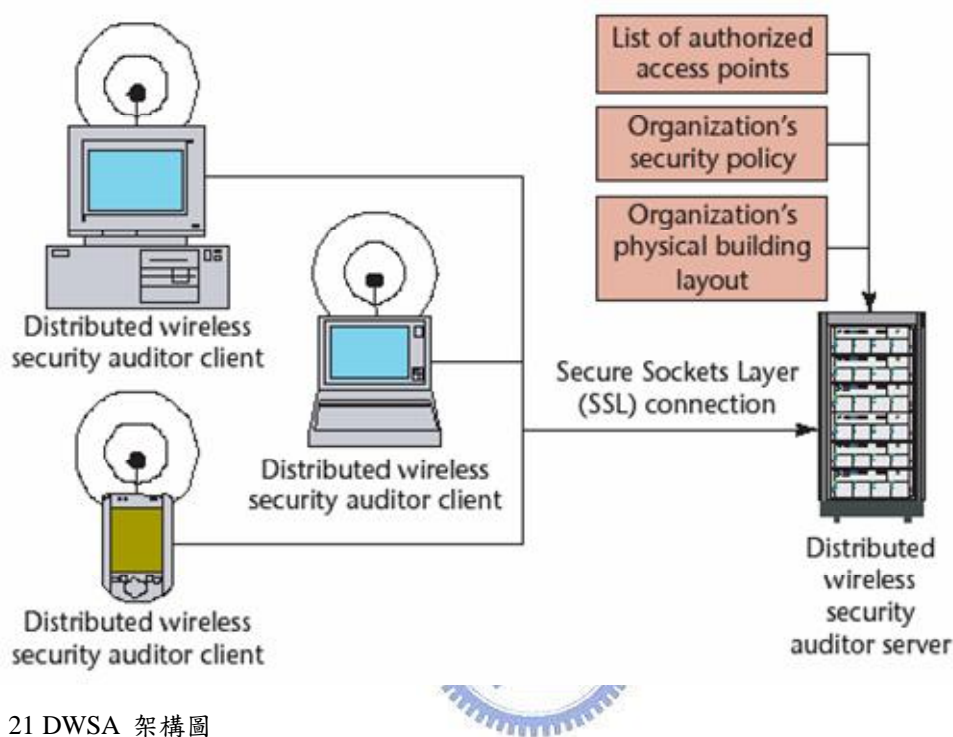 List of authorized
access points
Organization's
security policy
Organization's
physical building
layout
Distributed wireless
security auditor client
Distributed wireless
security auditor client
Distributed wireless
security auditor client
Secure Sockets Layer
(SSL) connection
Distributed
wireless
security
auditor server
21 DWSA 架構圖